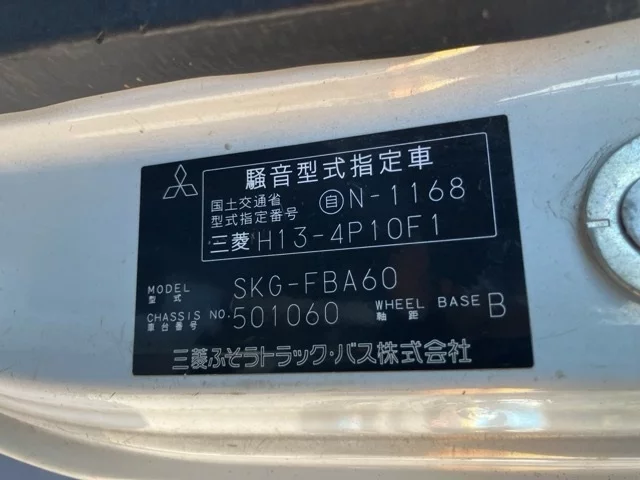 騒音型式指定車
国土交通省
型式指定番号 自N-1168
三菱 H13-4P10F1
MODEL
型式 SKG-FBA60
CHASSIS NO. 501060 WHEEL BASE B
車台番号 軸距
三菱ふそうトラック・バス株式会社